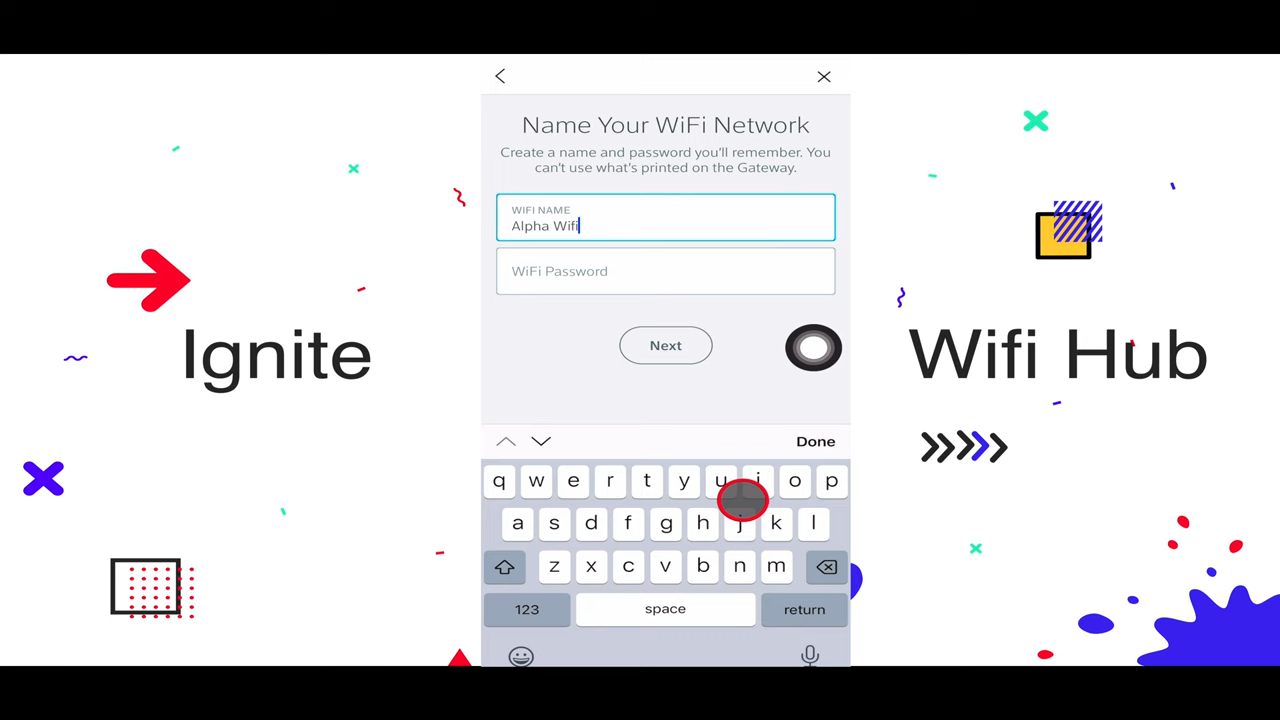 Name Your WiFi Network
Create a name and password you'll remember. You
can't use what's printed on the Gateway.
WIFI NAME
Alpha Wifi
WiFi Password
Next
Ignite
Wifi Hub
Done
q w e r t y u i o p
a s d f g h j k l
z x c v b n m
123 space return